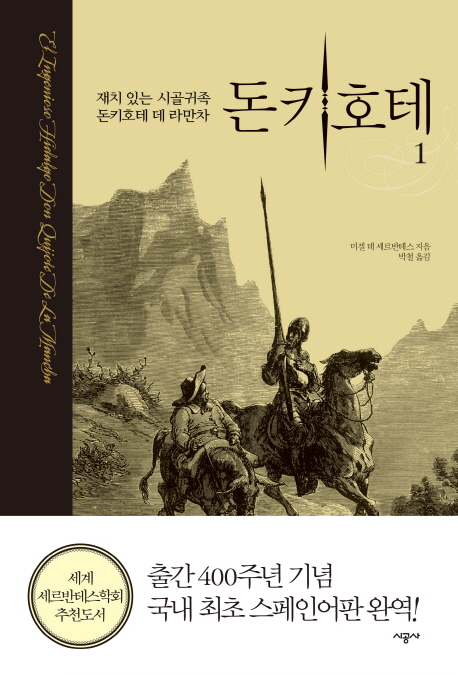 El Ingenioso Hidalgo Don Quijote De La Mancha
재치 있는 시골귀족
돈키호테 데 라만차
돈키호테
1
미겔 데 세르반테스 지음
박철 옮김
세계
세르반테스학회
추천도서
출간 400주년 기념
국내 최초 스페인어판 완역!
시공사